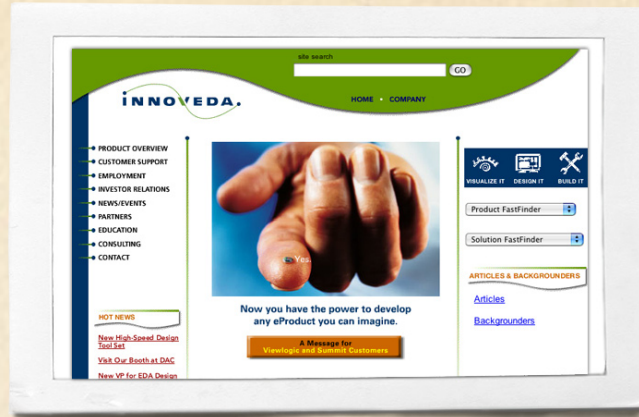 site search
GO
INNOVEDA.
HOME • COMPANY
PRODUCT OVERVIEW
CUSTOMER SUPPORT
EMPLOYMENT
INVESTOR RELATIONS
NEWS/EVENTS
PARTNERS
EDUCATION
CONSULTING
CONTACT
HOT NEWS
New High-Speed Design
Tool Set
Visit Our Booth at DAC
New VP for EDA Design
Yes.
Now you have the power to develop
any eProduct you can imagine.
A Message for
Viewlogic and Summit Customers
VISUALIZE IT DESIGN IT BUILD IT
Product FastFinder
Solution FastFinder
ARTICLES & BACKGROUNDERS
Articles
Backgrounders